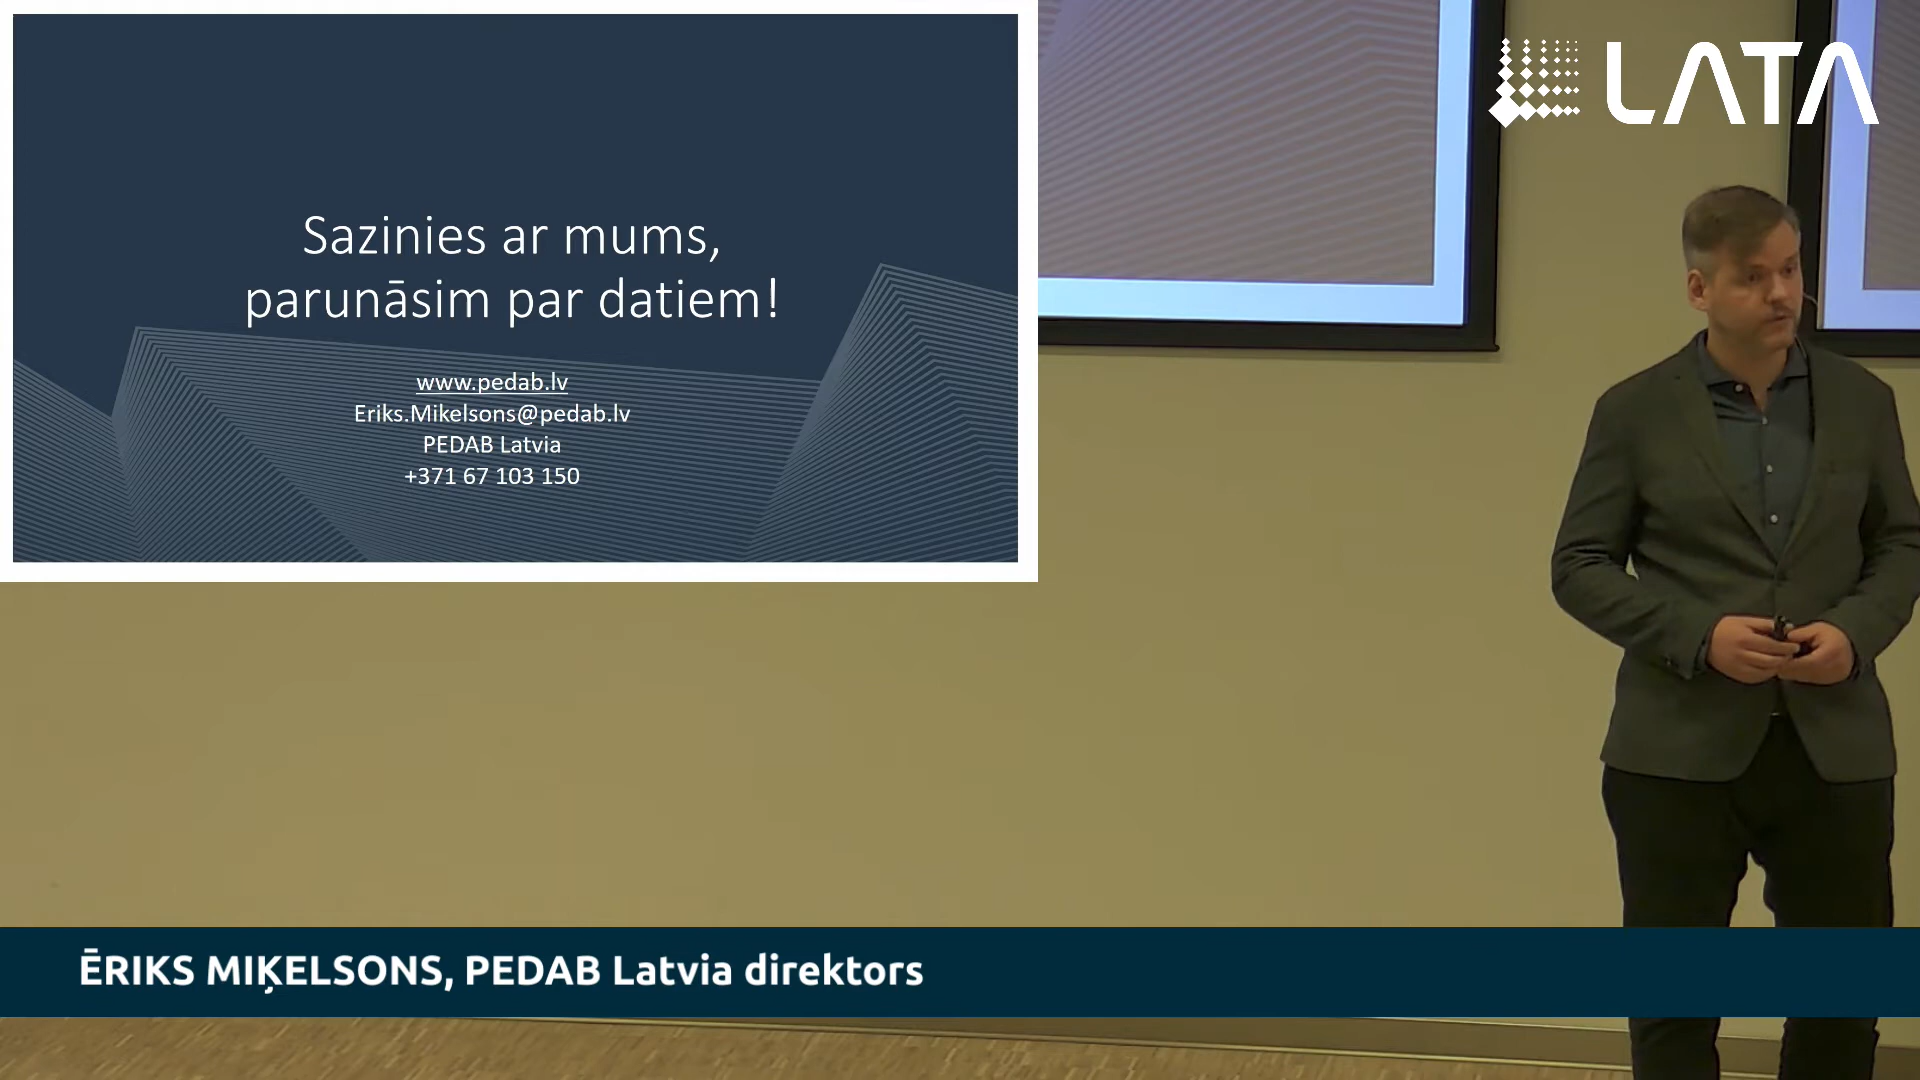 Sazinies ar mums,
parunāsim par datiem!
www.pedab.lv
Eriks.Mikelsons@pedab.lv
PEDAB Latvia
+371 67 103 150
LATA
ĒRIKS MIĶELSONS, PEDAB Latvia direktors